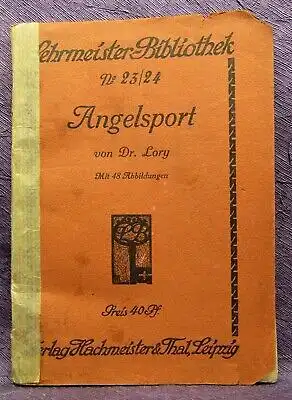 Lehrmeister-Bibliothek
No 23/24
Angelsport
von Dr. Lory
Mit 48 Abbildungen
LB
Preis 40 Pf
Verlag Hachmeister & Thal, Leipzig